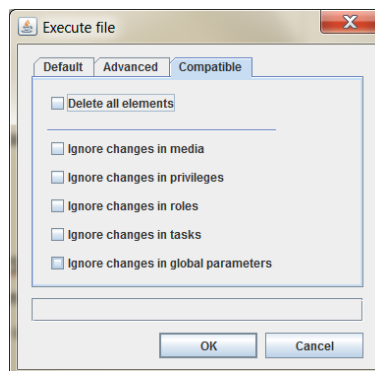 Execute file
Default Advanced Compatible
Delete all elements
Ignore changes in media
Ignore changes in privileges
Ignore changes in roles
Ignore changes in tasks
Ignore changes in global parameters
OK Cancel